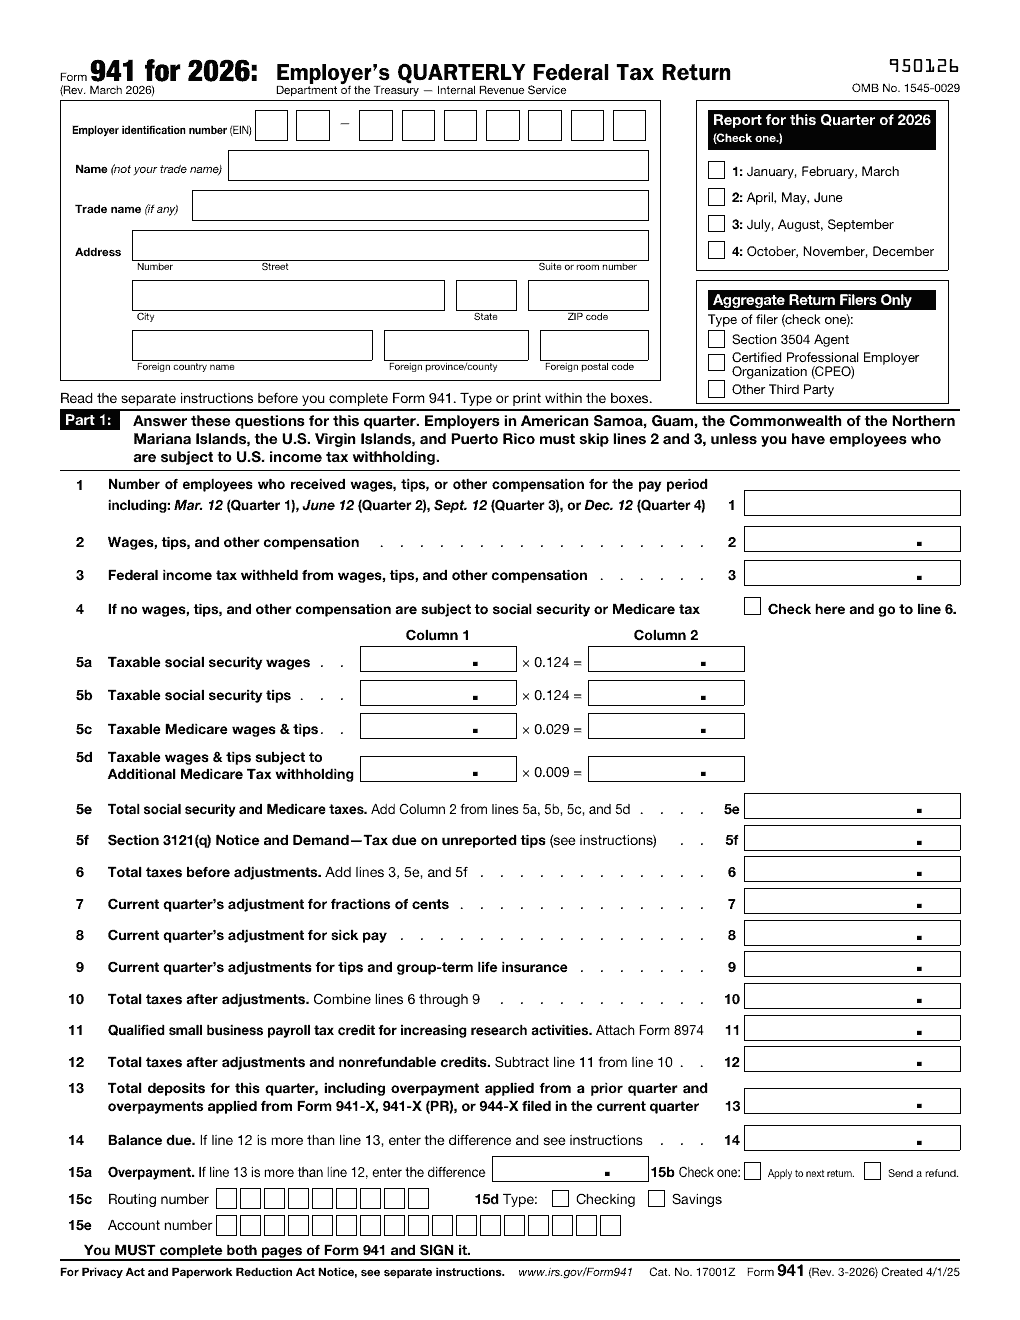 Form 941 for 2026: Employer's QUARTERLY Federal Tax Return 950126
(Rev. March 2026) Department of the Treasury — Internal Revenue Service OMB No. 1545-0029
Employer identification number (EIN) —
Name (not your trade name)
Trade name (if any)
Address
Number Street Suite or room number
City State ZIP code
Foreign country name Foreign province/county Foreign postal code
Report for this Quarter of 2026
(Check one.)
1: January, February, March
2: April, May, June
3: July, August, September
4: October, November, December
Aggregate Return Filers Only
Type of filer (check one):
Section 3504 Agent
Certified Professional Employer
Organization (CPEO)
Other Third Party
Read the separate instructions before you complete Form 941. Type or print within the boxes.
Part 1: Answer these questions for this quarter. Employers in American Samoa, Guam, the Commonwealth of the Northern
Mariana Islands, the U.S. Virgin Islands, and Puerto Rico must skip lines 2 and 3, unless you have employees who
are subject to U.S. income tax withholding.
1 Number of employees who received wages, tips, or other compensation for the pay period
including: Mar. 12 (Quarter 1), June 12 (Quarter 2), Sept. 12 (Quarter 3), or Dec. 12 (Quarter 4) 1
2 Wages, tips, and other compensation . . . . . . . . . . . . . . . . 2 .
3 Federal income tax withheld from wages, tips, and other compensation . . . . . . 3 .
4 If no wages, tips, and other compensation are subject to social security or Medicare tax Check here and go to line 6.
Column 1 Column 2
5a Taxable social security wages . . . × 0.124 = .
5b Taxable social security tips . . . . × 0.124 = .
5c Taxable Medicare wages & tips . . . × 0.029 = .
5d Taxable wages & tips subject to
Additional Medicare Tax withholding . × 0.009 = .
5e Total social security and Medicare taxes. Add Column 2 from lines 5a, 5b, 5c, and 5d . . . . 5e .
5f Section 3121(q) Notice and Demand—Tax due on unreported tips (see instructions) . . 5f .
6 Total taxes before adjustments. Add lines 3, 5e, and 5f . . . . . . . . . . . . 6 .
7 Current quarter's adjustment for fractions of cents . . . . . . . . . . . . . 7 .
8 Current quarter's adjustment for sick pay . . . . . . . . . . . . . . . . 8 .
9 Current quarter's adjustments for tips and group-term life insurance . . . . . . . 9 .
10 Total taxes after adjustments. Combine lines 6 through 9 . . . . . . . . . . . 10 .
11 Qualified small business payroll tax credit for increasing research activities. Attach Form 8974 11 .
12 Total taxes after adjustments and nonrefundable credits. Subtract line 11 from line 10 . . 12 .
13 Total deposits for this quarter, including overpayment applied from a prior quarter and
overpayments applied from Form 941-X, 941-X (PR), or 944-X filed in the current quarter 13 .
14 Balance due. If line 12 is more than line 13, enter the difference and see instructions . . . 14 .
15a Overpayment. If line 13 is more than line 12, enter the difference . 15b Check one: Apply to next return. Send a refund.
15c Routing number 15d Type: Checking Savings
15e Account number
You MUST complete both pages of Form 941 and SIGN it.
For Privacy Act and Paperwork Reduction Act Notice, see separate instructions. www.irs.gov/Form941 Cat. No. 17001Z Form 941 (Rev. 3-2026) Created 4/1/25